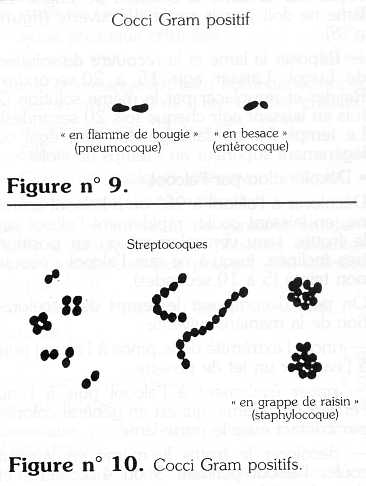 Cocci Gram positif
« en flamme de bougie »
(pneumocoque)
« en besace »
(entérocoque)
Figure n° 9.
Streptocoques
« en grappe de raisin »
(staphylocoque)
Figure n° 10. Cocci Gram positifs.